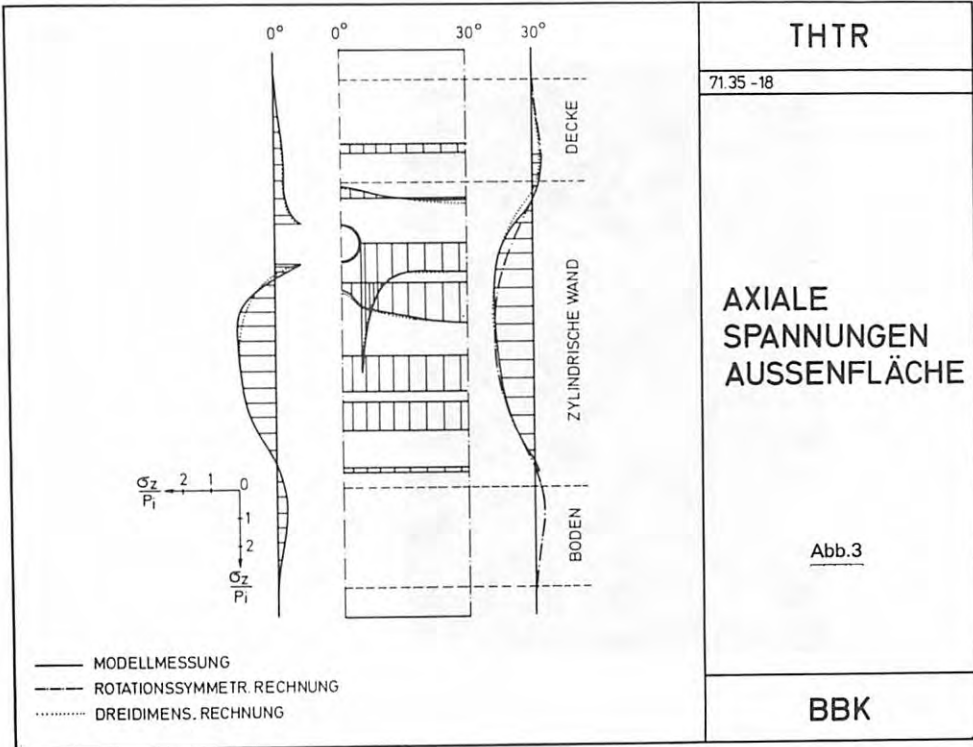 0° 0° 30° 30°
DECKE
ZYLINDRISCHE WAND
BODEN
σz/Pi 2 1 0
1
2
σz/Pi
MODELLMESSUNG
ROTATIONSSYMMETR. RECHNUNG
DREIDIMENS. RECHNUNG
THTR
71.35 -18
AXIALE
SPANNUNGEN
AUSSENFLÄCHE
Abb.3
BBK